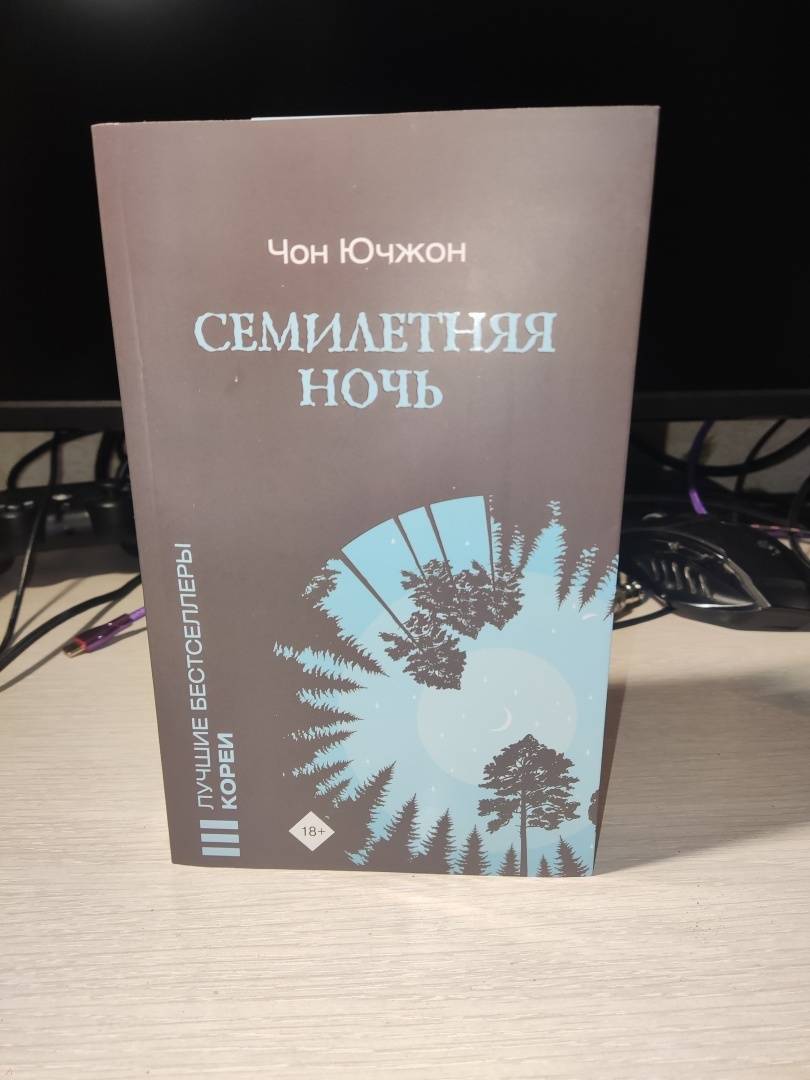 Чон Ючжон
СЕМИЛЕТНЯЯ
НОЧЬ
ЛУЧШИЕ БЕСТСЕЛЛЕРЫ
КОРЕИ
18+